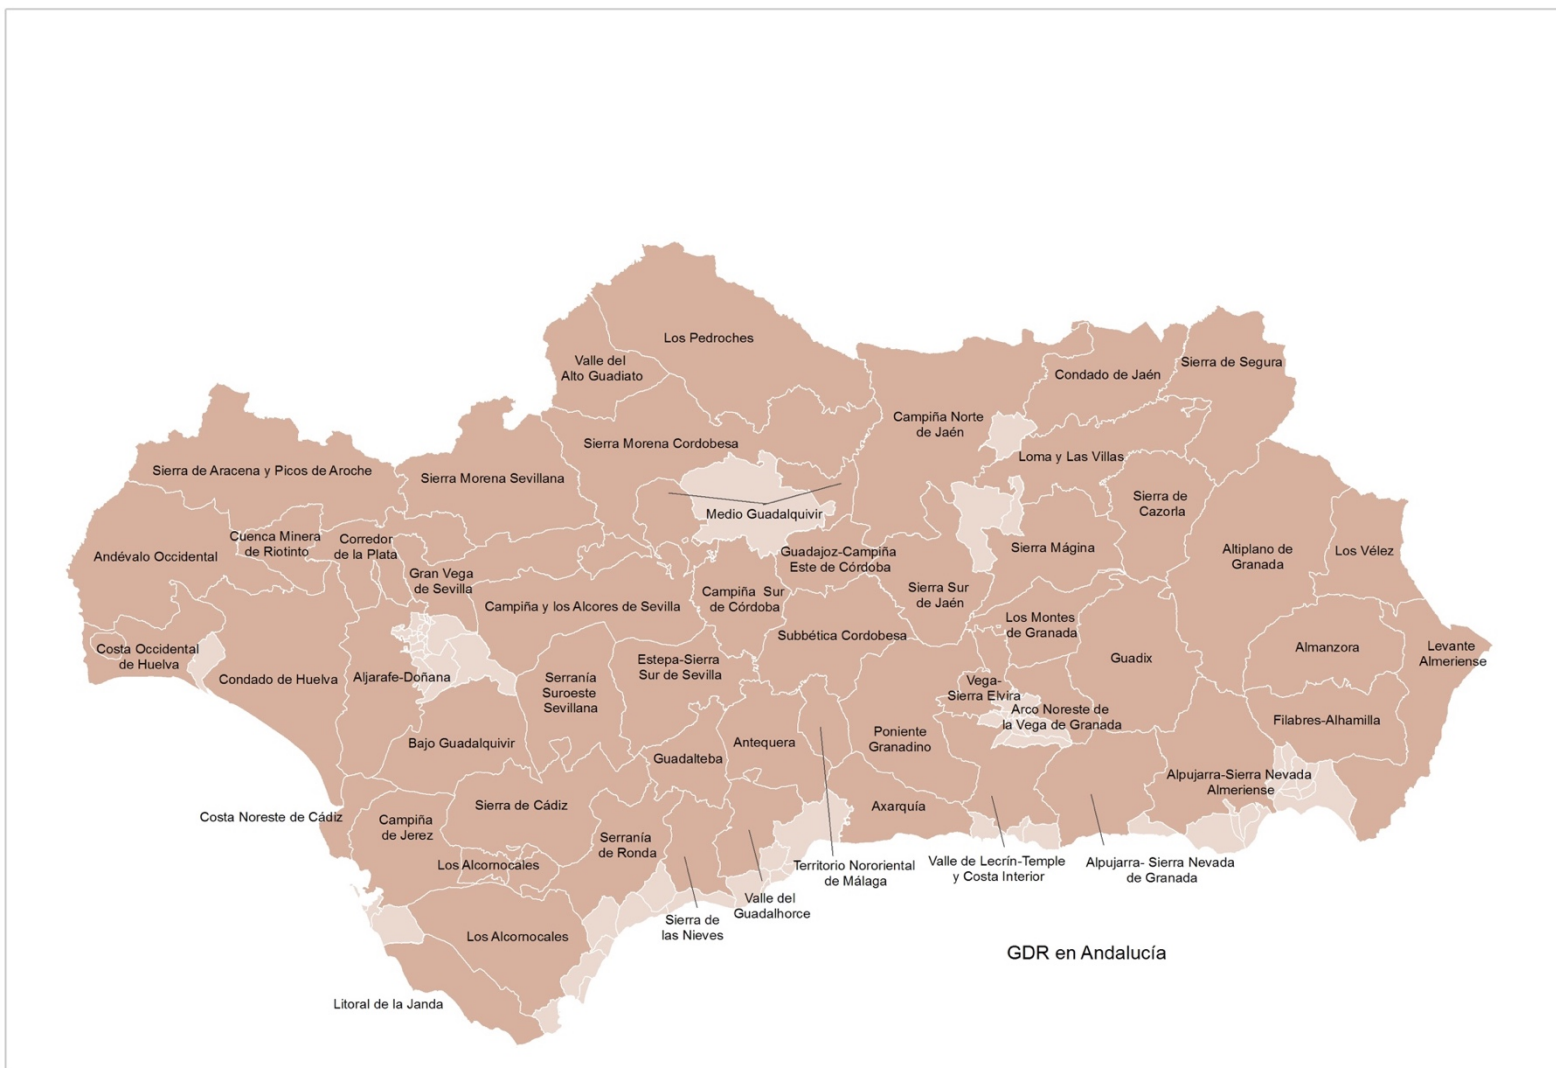 Los Pedroches
Valle del
Alto Guadiato
Sierra de Segura
Condado de Jaén
Campiña Norte
de Jaén
Sierra Morena Cordobesa
Loma y Las Villas
Sierra de Aracena y Picos de Aroche
Sierra Morena Sevillana
Sierra de
Cazorla
Medio Guadalquivir
Cuenca Minera
de Riotinto
Corredor
de la Plata
Andévalo Occidental
Guadajoz-Campiña
Este de Córdoba
Sierra Mágina
Altiplano de
Granada
Los Vélez
Gran Vega
de Sevilla
Campiña y los Alcores de Sevilla
Campiña Sur
de Córdoba
Sierra Sur
de Jaén
Los Montes
de Granada
Subbética Cordobesa
Costa Occidental
de Huelva
Condado de Huelva
Aljarafe-Doñana
Estepa-Sierra
Sur de Sevilla
Serranía
Suroeste
Sevillana
Guadix
Almanzora
Levante
Almeriense
Vega-
Sierra Elvira
Arco Noreste de
la Vega de Granada
Filabres-Alhamilla
Bajo Guadalquivir
Guadalteba
Antequera
Poniente
Granadino
Alpujarra-Sierra Nevada
Almeriense
Costa Noreste de Cádiz
Campiña
de Jerez
Sierra de Cádiz
Serranía
de Ronda
Axarquía
Los Alcornocales
Territorio Nororiental
de Málaga
Valle de Lecrín-Temple
y Costa Interior
Alpujarra- Sierra Nevada
de Granada
Valle del
Guadalhorce
Sierra de
las Nieves
Los Alcornocales
GDR en Andalucía
Litoral de la Janda